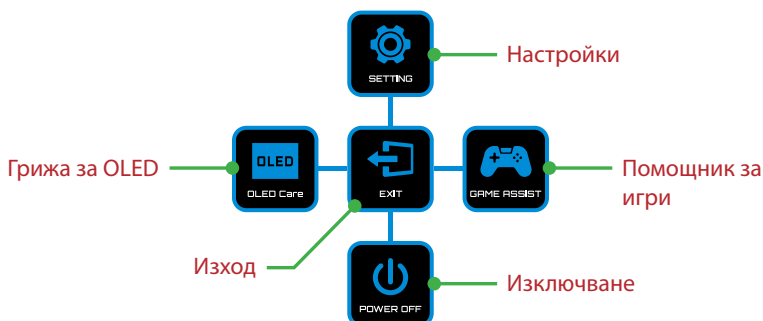 Настройки
SETTING
Грижа за OLED
OLED
OLED Care
EXIT
GAME ASSIST
Помощник за
игри
Изход
POWER OFF
Изключване